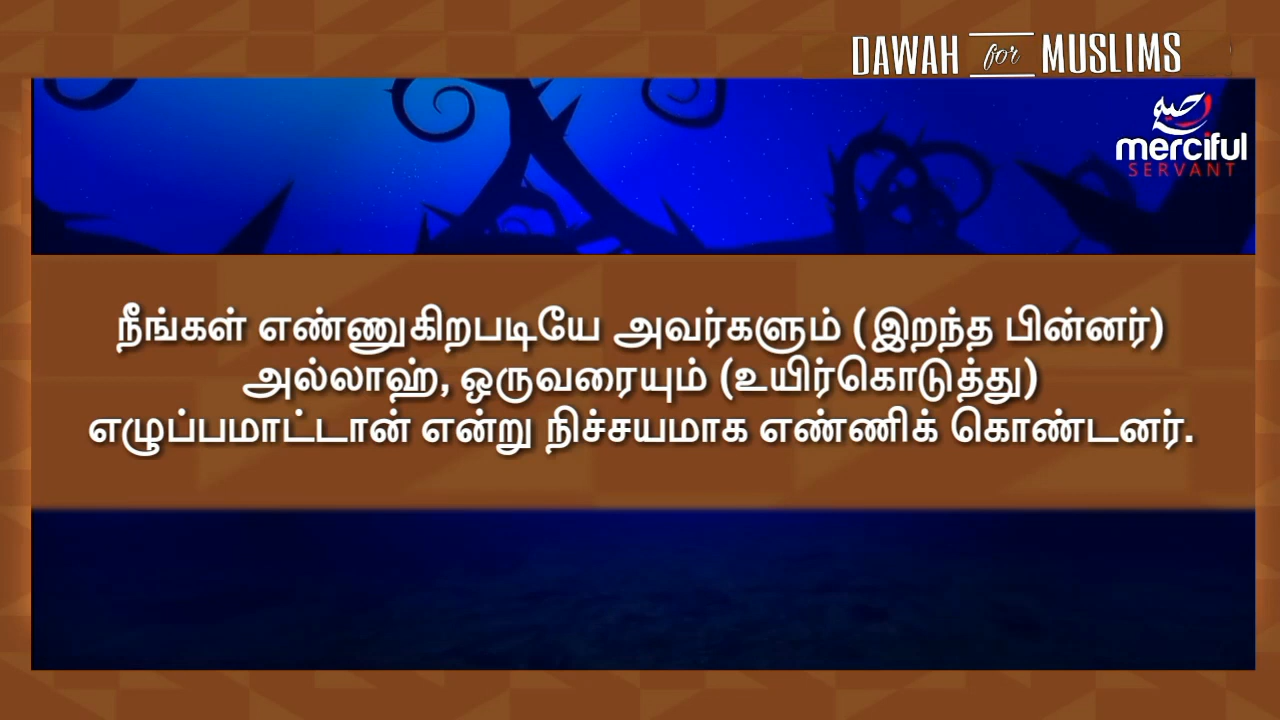 DAWAH for MUSLIMS
merciful
SERVANT
நீங்கள் எண்ணுகிறபடியே அவர்களும் (இறந்த பின்னர்)
அல்லாஹ், ஒருவரையும் (உயிர்கொடுத்து)
எழுப்பமாட்டான் என்று நிச்சயமாக எண்ணிக் கொண்டனர்.